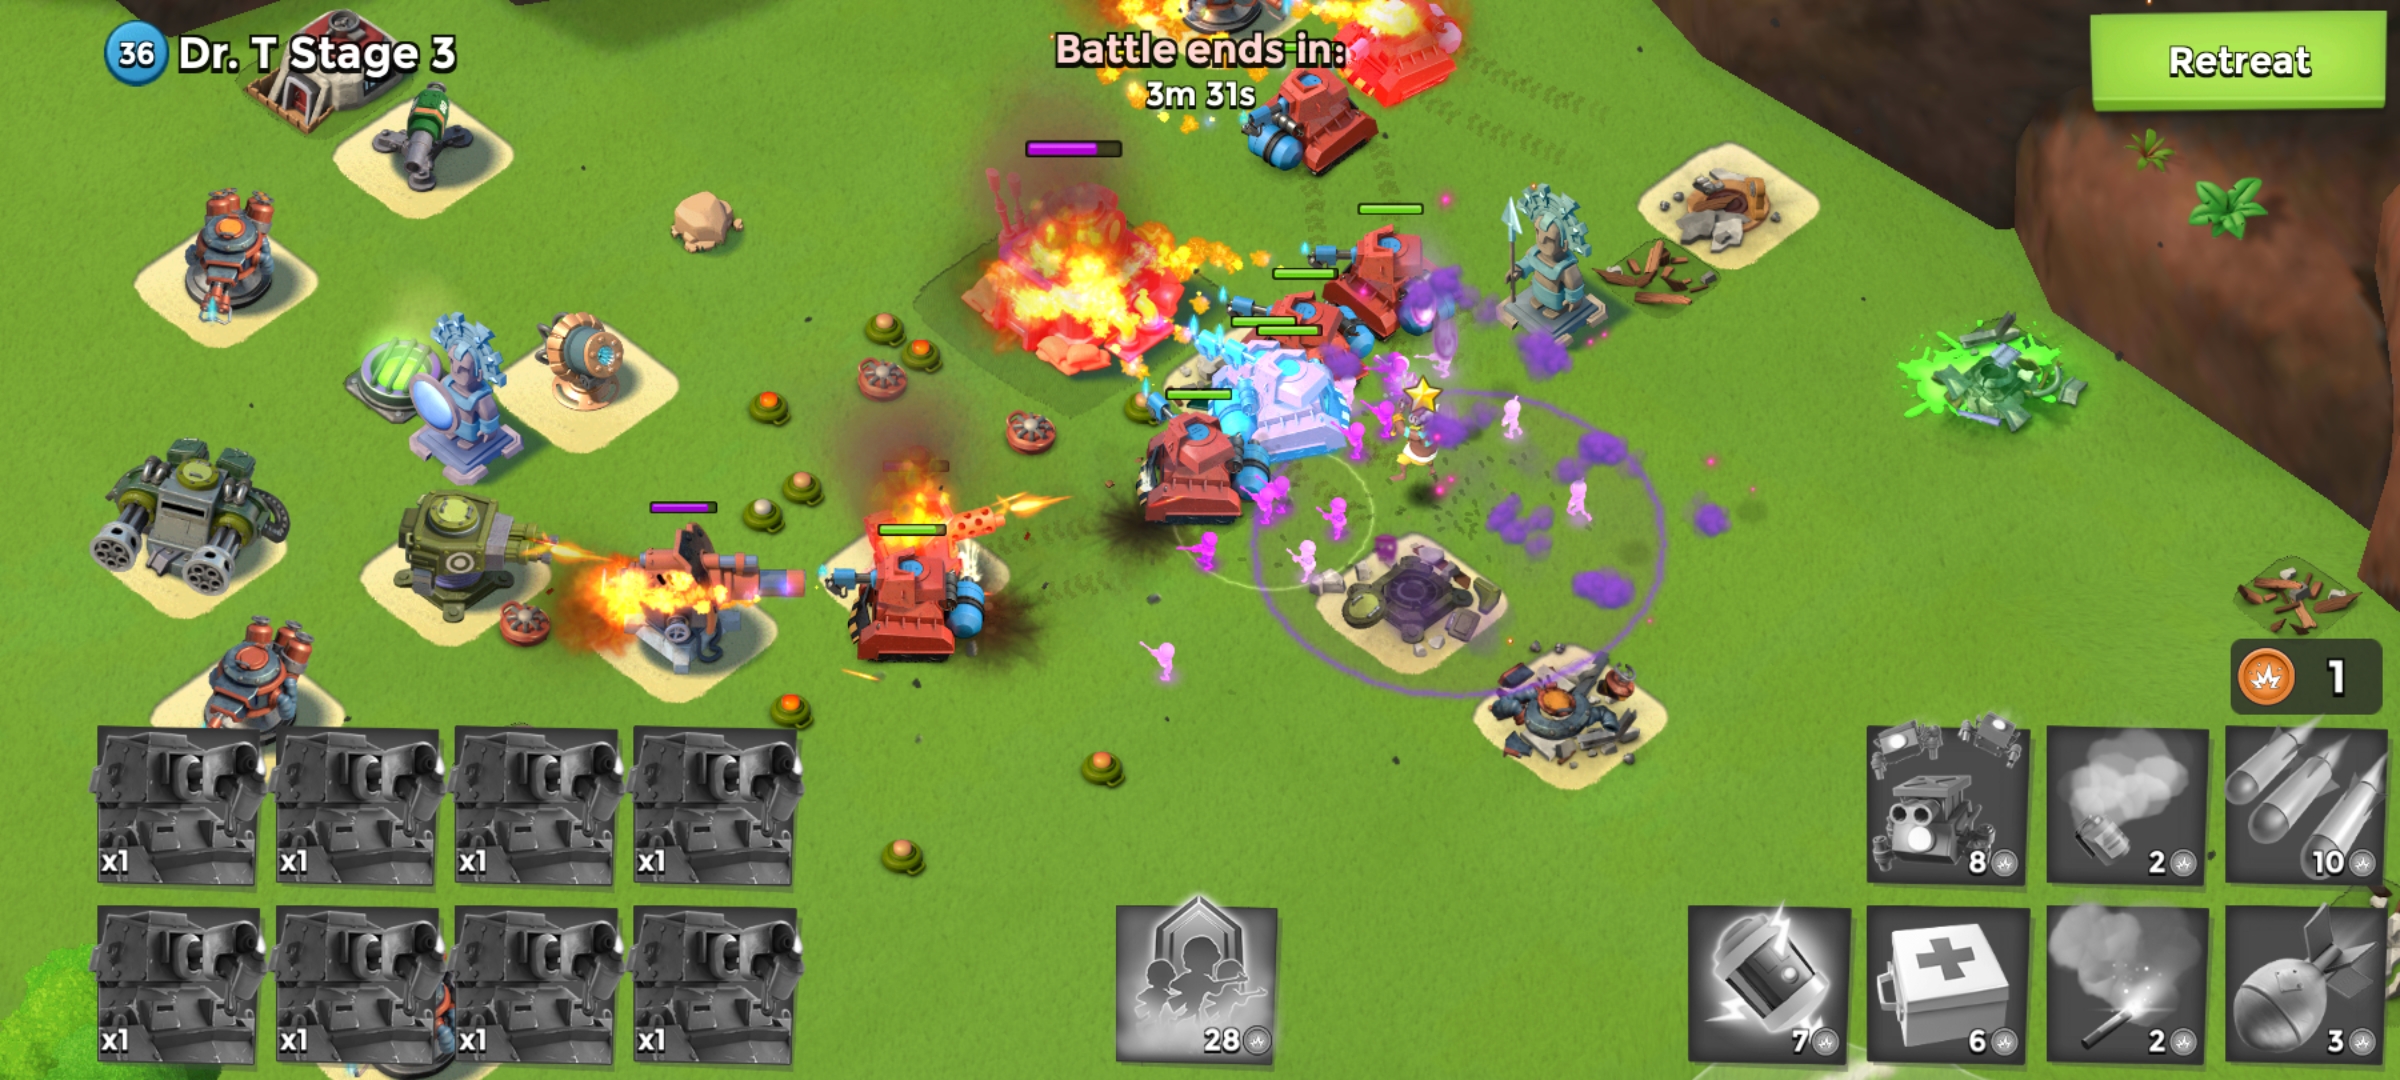 36 Dr. T Stage 3
Battle ends in:
3m 31s
Retreat
1
x1 x1 x1 x1
8 2 10
x1 x1 x1 x1
28
7 6 2 3